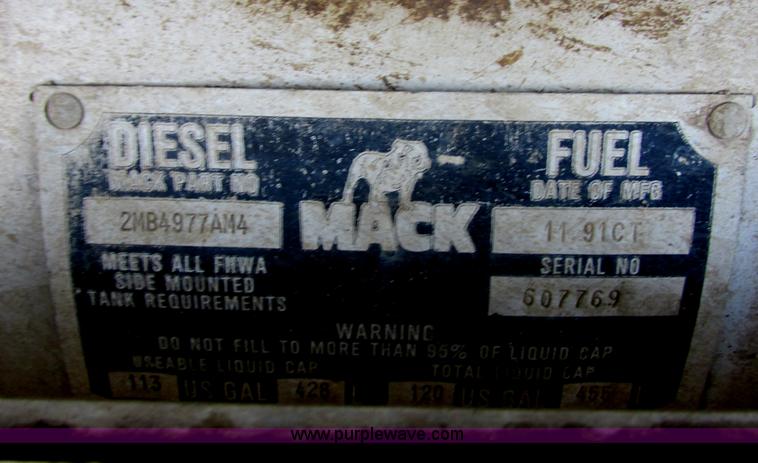 DIESEL
MACK PART NO
2MB4977AM4
MEETS ALL FHWA
SIDE MOUNTED
TANK REQUIREMENTS
MACK
FUEL
DATE OF MFG
11 91CT
SERIAL NO
607769
WARNING
DO NOT FILL TO MORE THAN 95% OF LIQUID CAP
USEABLE LIQUID CAP TOTAL LIQUID CAP
113 US GAL 428 120 US GAL 455
www.purplewave.com